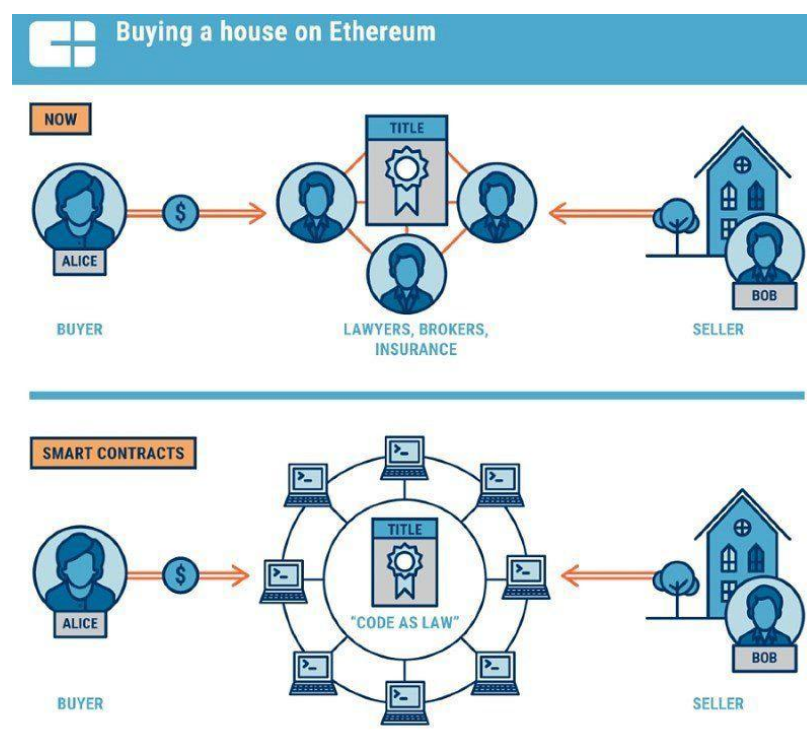 Buying a house on Ethereum
NOW
TITLE
$
ALICE
BOB
BUYER
LAWYERS, BROKERS,
INSURANCE
SELLER
SMART CONTRACTS
>_
>_
>_
TITLE
$
>_
>_
"CODE AS LAW"
ALICE
BOB
>_
>_
>_
BUYER
SELLER